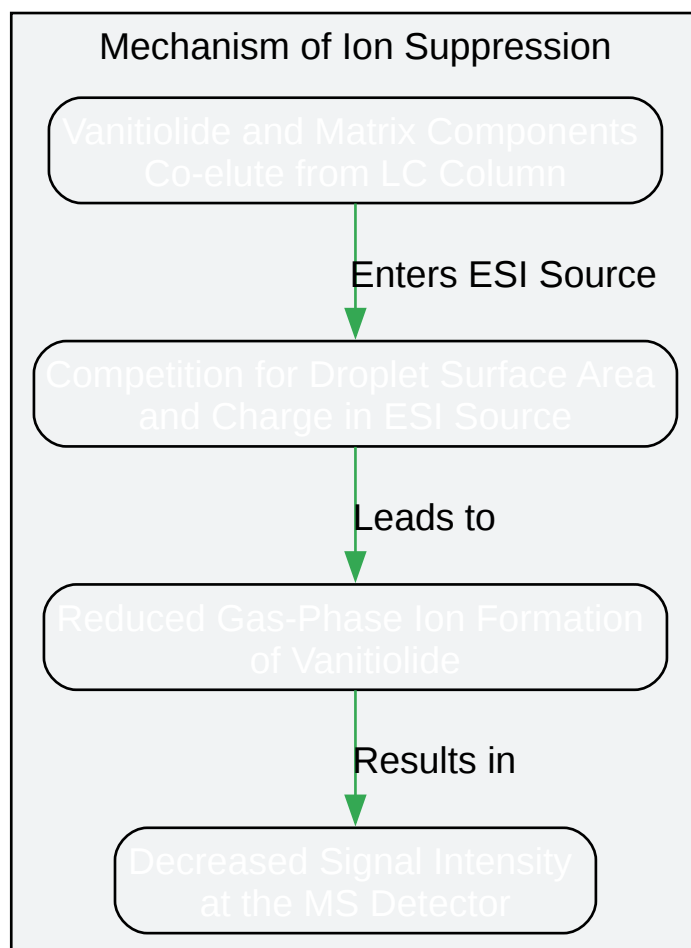 Mechanism of Ion Suppression
Vanitiolide and Matrix Components
Co-elute from LC Column
Enters ESI Source
Competition for Droplet Surface Area
and Charge in ESI Source
Leads to
Reduced Gas-Phase Ion Formation
of Vanitiolide
Results in
Decreased Signal Intensity
at the MS Detector